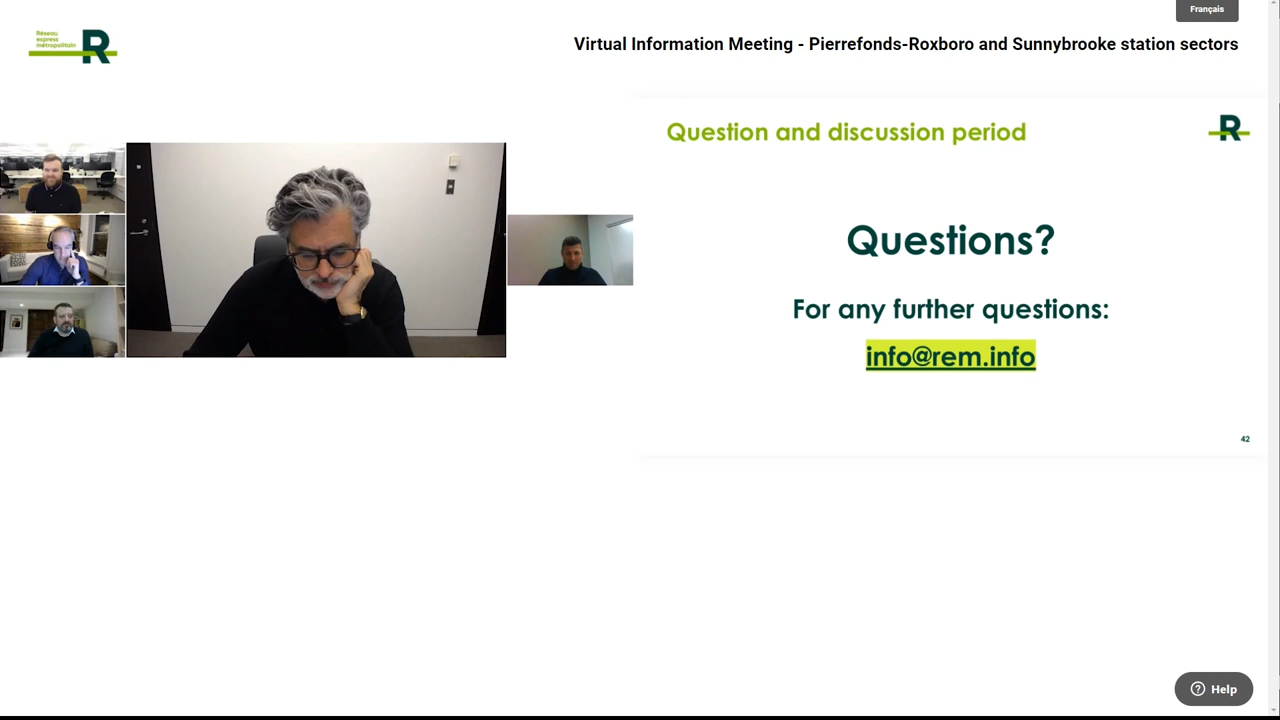 Français
Réseau
express
métropolitain
R
Virtual Information Meeting - Pierrefonds-Roxboro and Sunnybrooke station sectors
Question and discussion period
R
Questions?
For any further questions:
info@rem.info
42
Help